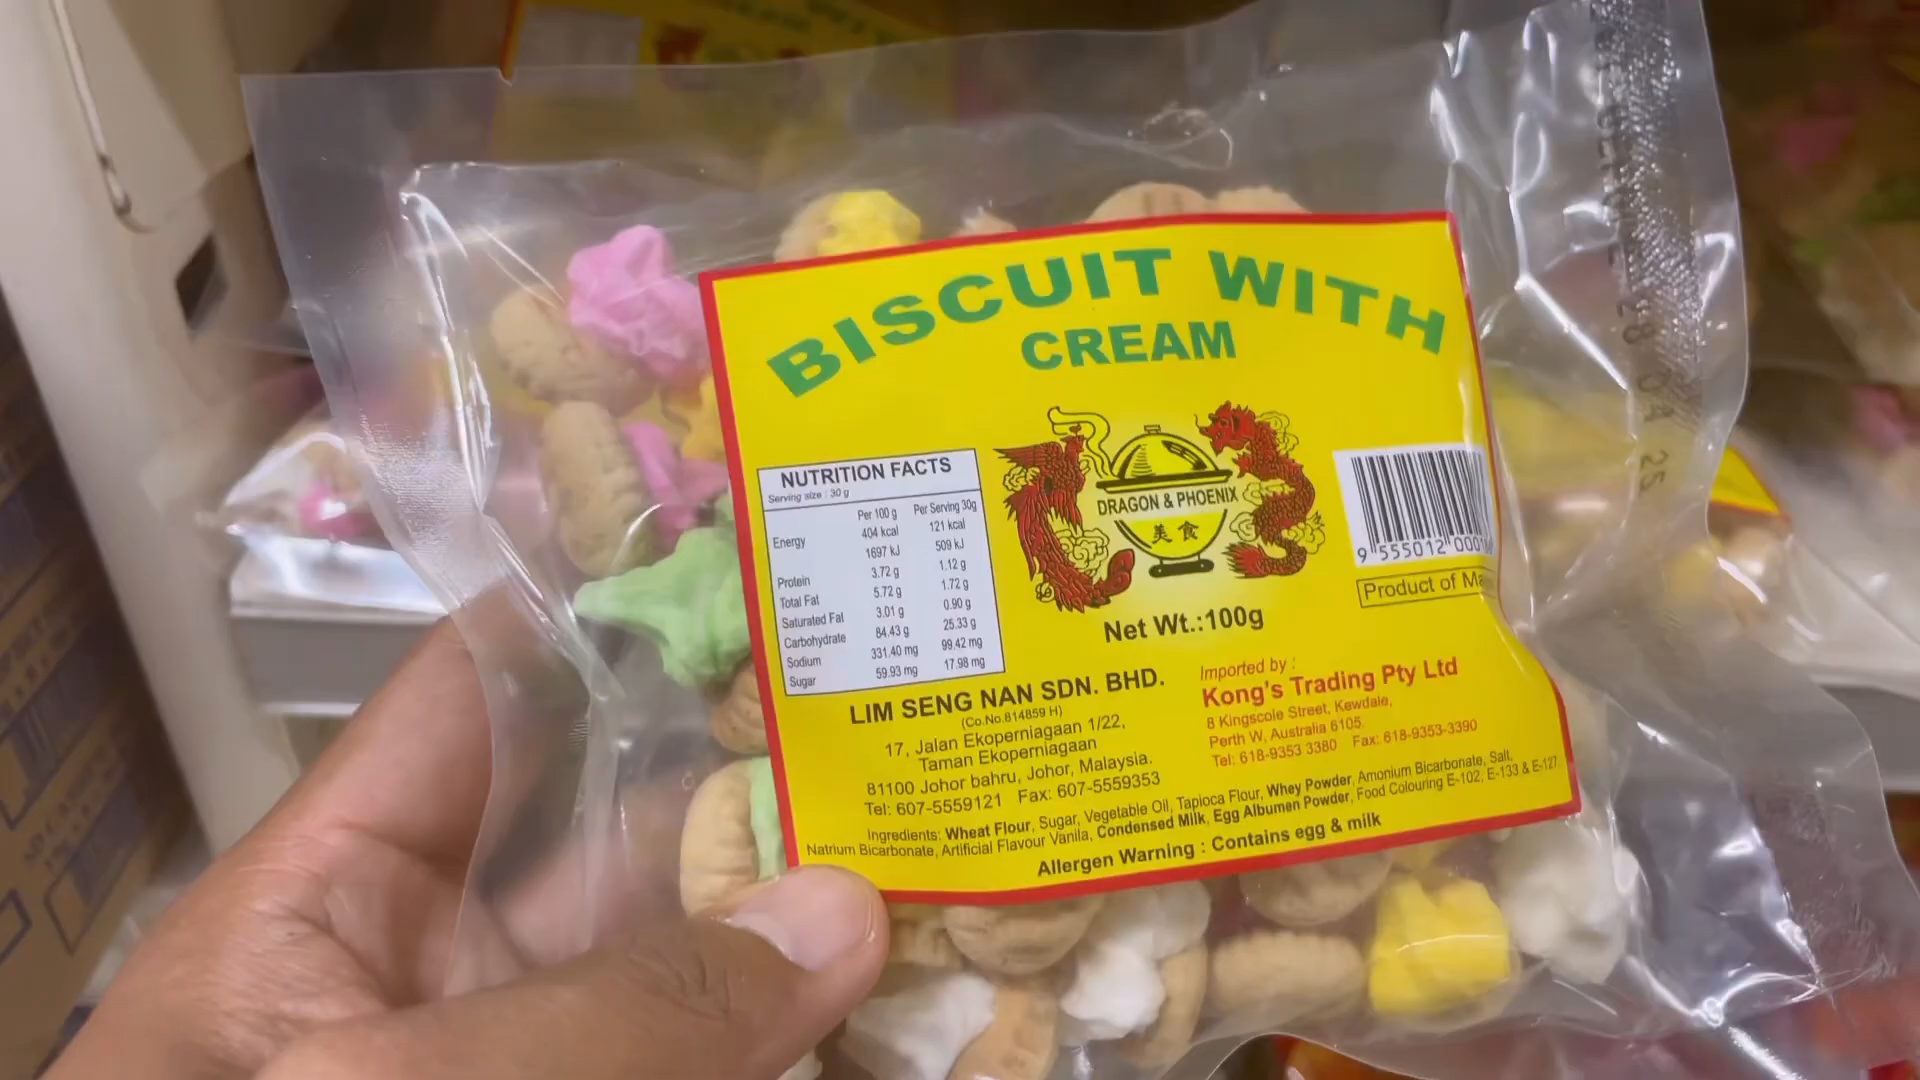 BISCUIT WITH
CREAM
NUTRITION FACTS
Serving size : 30 g
Per 100 g Per Serving 30g
Energy 404 kcal 121 kcal
1697 kJ 509 kJ
Protein 3.72 g 1.12 g
Total Fat 5.72 g 1.72 g
Saturated Fat 3.01 g 0.90 g
Carbohydrate 84.43 g 25.33 g
Sodium 331.40 mg 99.42 mg
Sugar 59.93 mg 17.98 mg
DRAGON & PHOENIX
美食
9 555012 0001
Product of
Net Wt.:100g
LIM SENG NAN SDN. BHD.
(Co.No.814859 H)
17, Jalan Ekoperniagaan 1/22,
Taman Ekoperniagaan
81100 Johor bahru, Johor, Malaysia.
Tel: 607-5559121 Fax: 607-5559353
Imported by :
Kong's Trading Pty Ltd
8 Kingscole Street, Kewdale,
Perth W, Australia 6105
Tel: 618-9353 3380 Fax: 618-9353-3390
Ingredients: Wheat Flour, Sugar, Vegetable Oil, Tapioca Flour, Whey Powder, Amonium Bicarbonate, Salt,
Natrium Bicarbonate, Artificial Flavour Vanila, Condensed Milk, Egg Albumen Powder, Food Colouring E-102, E-133 & E-127
Allergen Warning : Contains egg & milk
28 04 25